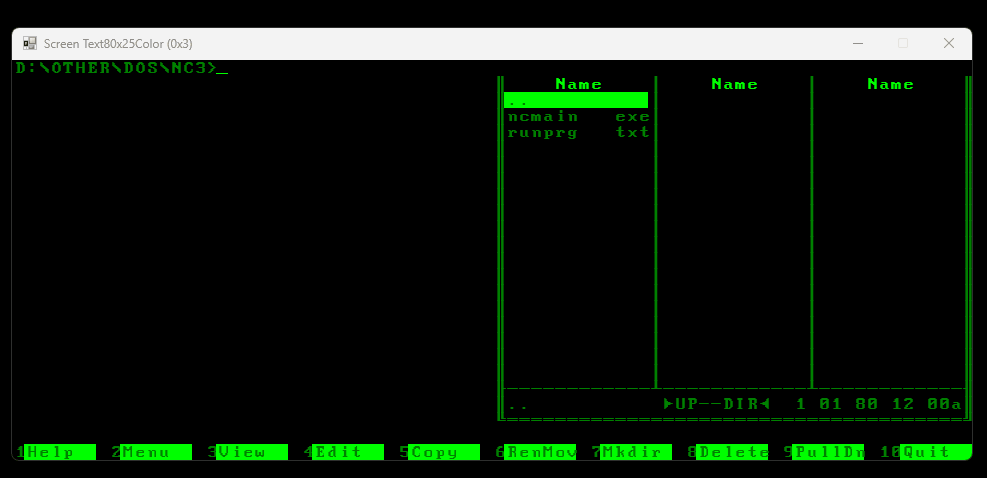 Screen Text80x25Color (0x3)
D:\OTHER\DOS\NC3>_
Name Name Name
..
ncmain exe
runprg txt
.. ►UP--DIR◄ 1 01 80 12 00a
1Help 2Menu 3View 4Edit 5Copy 6RenMov 7Mkdir 8Delete 9PullDn 10Quit